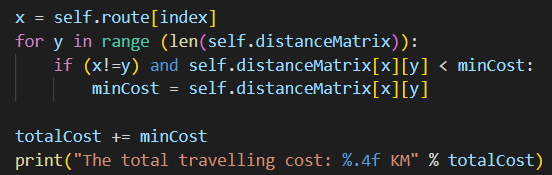 x = self.route[index]
for y in range (len(self.distanceMatrix)):
    if (x!=y) and self.distanceMatrix[x][y] < minCost:
        minCost = self.distanceMatrix[x][y]

totalCost += minCost
print("The total travelling cost: %.4f KM" % totalCost)